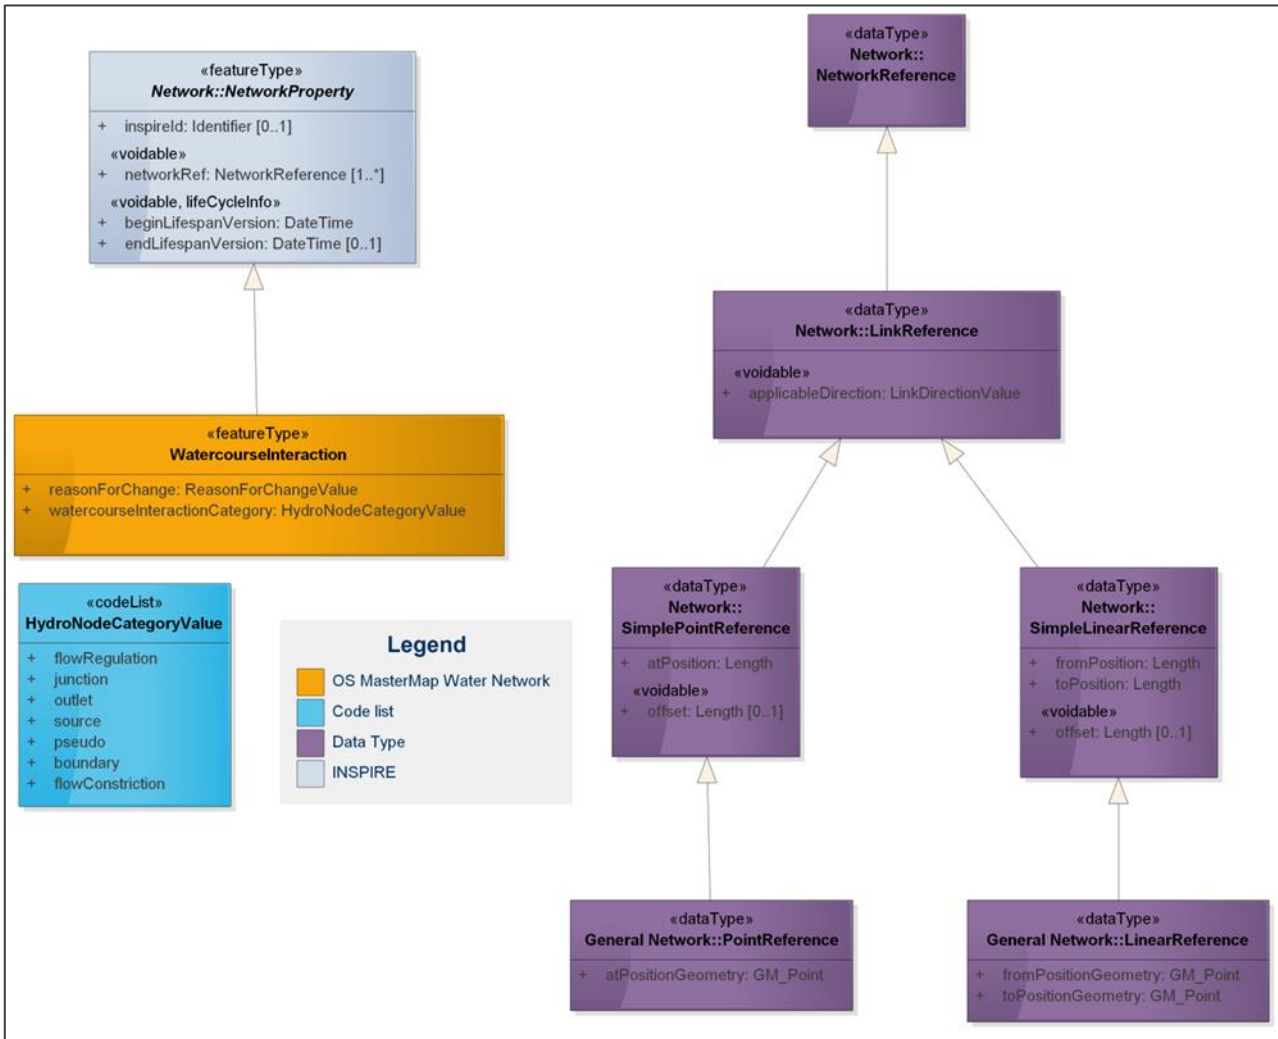 «featureType»
Network::NetworkProperty
+ inspireId: Identifier [0..1]
«voidable»
+ networkRef: NetworkReference [1..*]
«voidable, lifeCycleInfo»
+ beginLifespanVersion: DateTime
+ endLifespanVersion: DateTime [0..1]
«featureType»
WatercourseInteraction
+ reasonForChange: ReasonForChangeValue
+ watercourseInteractionCategory: HydroNodeCategoryValue
«codeList»
HydroNodeCategoryValue
+ flowRegulation
+ junction
+ outlet
+ source
+ pseudo
+ boundary
+ flowConstriction
Legend
OS MasterMap Water Network
Code list
Data Type
INSPIRE
«dataType»
Network::
NetworkReference
«dataType»
Network::LinkReference
«voidable»
+ applicableDirection: LinkDirectionValue
«dataType»
Network::
SimplePointReference
+ atPosition: Length
«voidable»
+ offset: Length [0..1]
«dataType»
Network::
SimpleLinearReference
+ fromPosition: Length
+ toPosition: Length
«voidable»
+ offset: Length [0..1]
«dataType»
General Network::PointReference
+ atPositionGeometry: GM_Point
«dataType»
General Network::LinearReference
+ fromPositionGeometry: GM_Point
+ toPositionGeometry: GM_Point